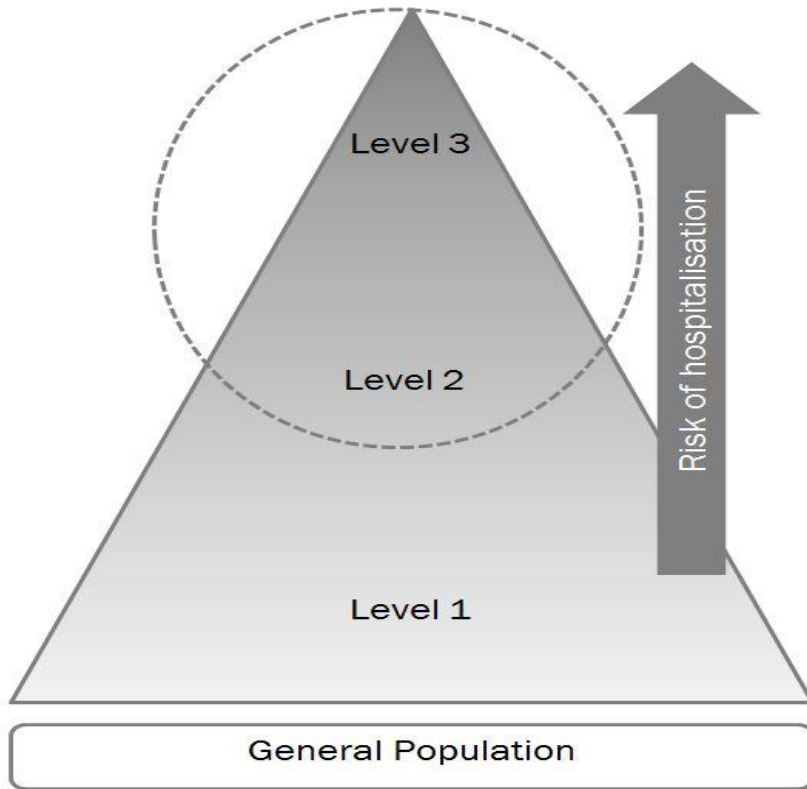 Level 3
Risk of hospitalisation
Level 2
Level 1
General Population